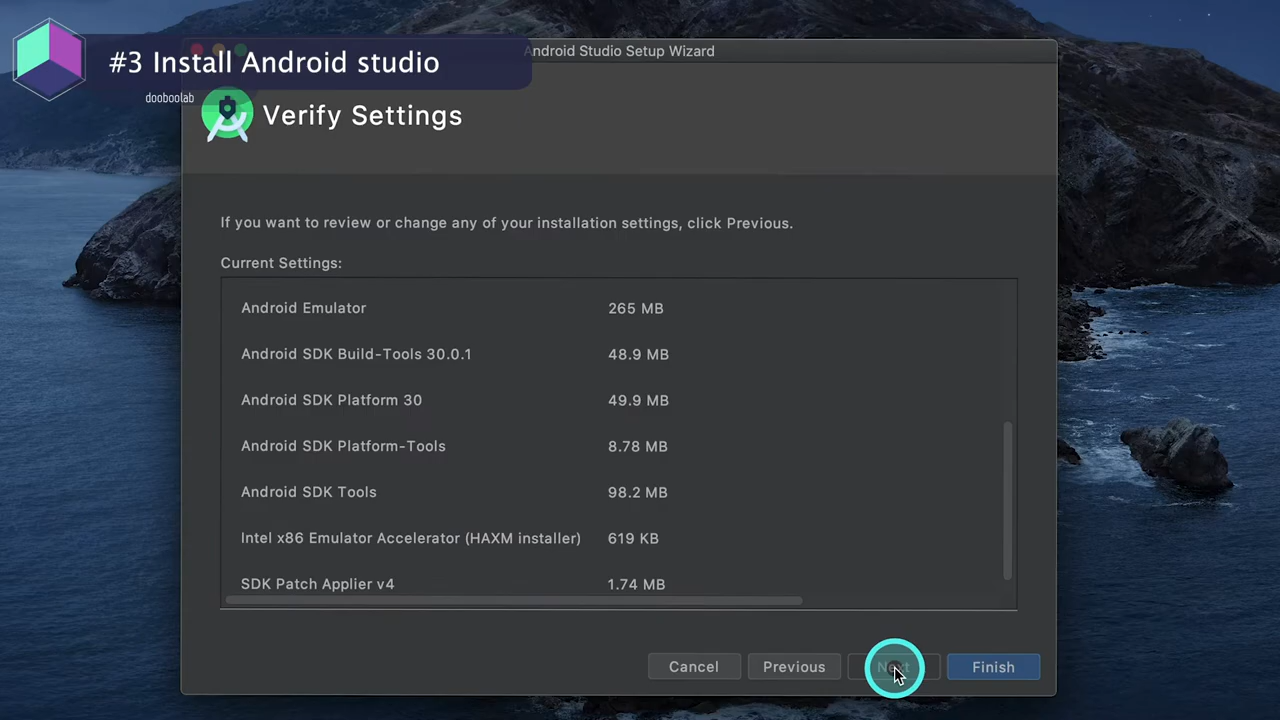 #3 Install Android studio
dooboolab
Android Studio Setup Wizard
Verify Settings
If you want to review or change any of your installation settings, click Previous.
Current Settings:
Android Emulator 265 MB
Android SDK Build-Tools 30.0.1 48.9 MB
Android SDK Platform 30 49.9 MB
Android SDK Platform-Tools 8.78 MB
Android SDK Tools 98.2 MB
Intel x86 Emulator Accelerator (HAXM installer) 619 KB
SDK Patch Applier v4 1.74 MB
Cancel Previous Next Finish